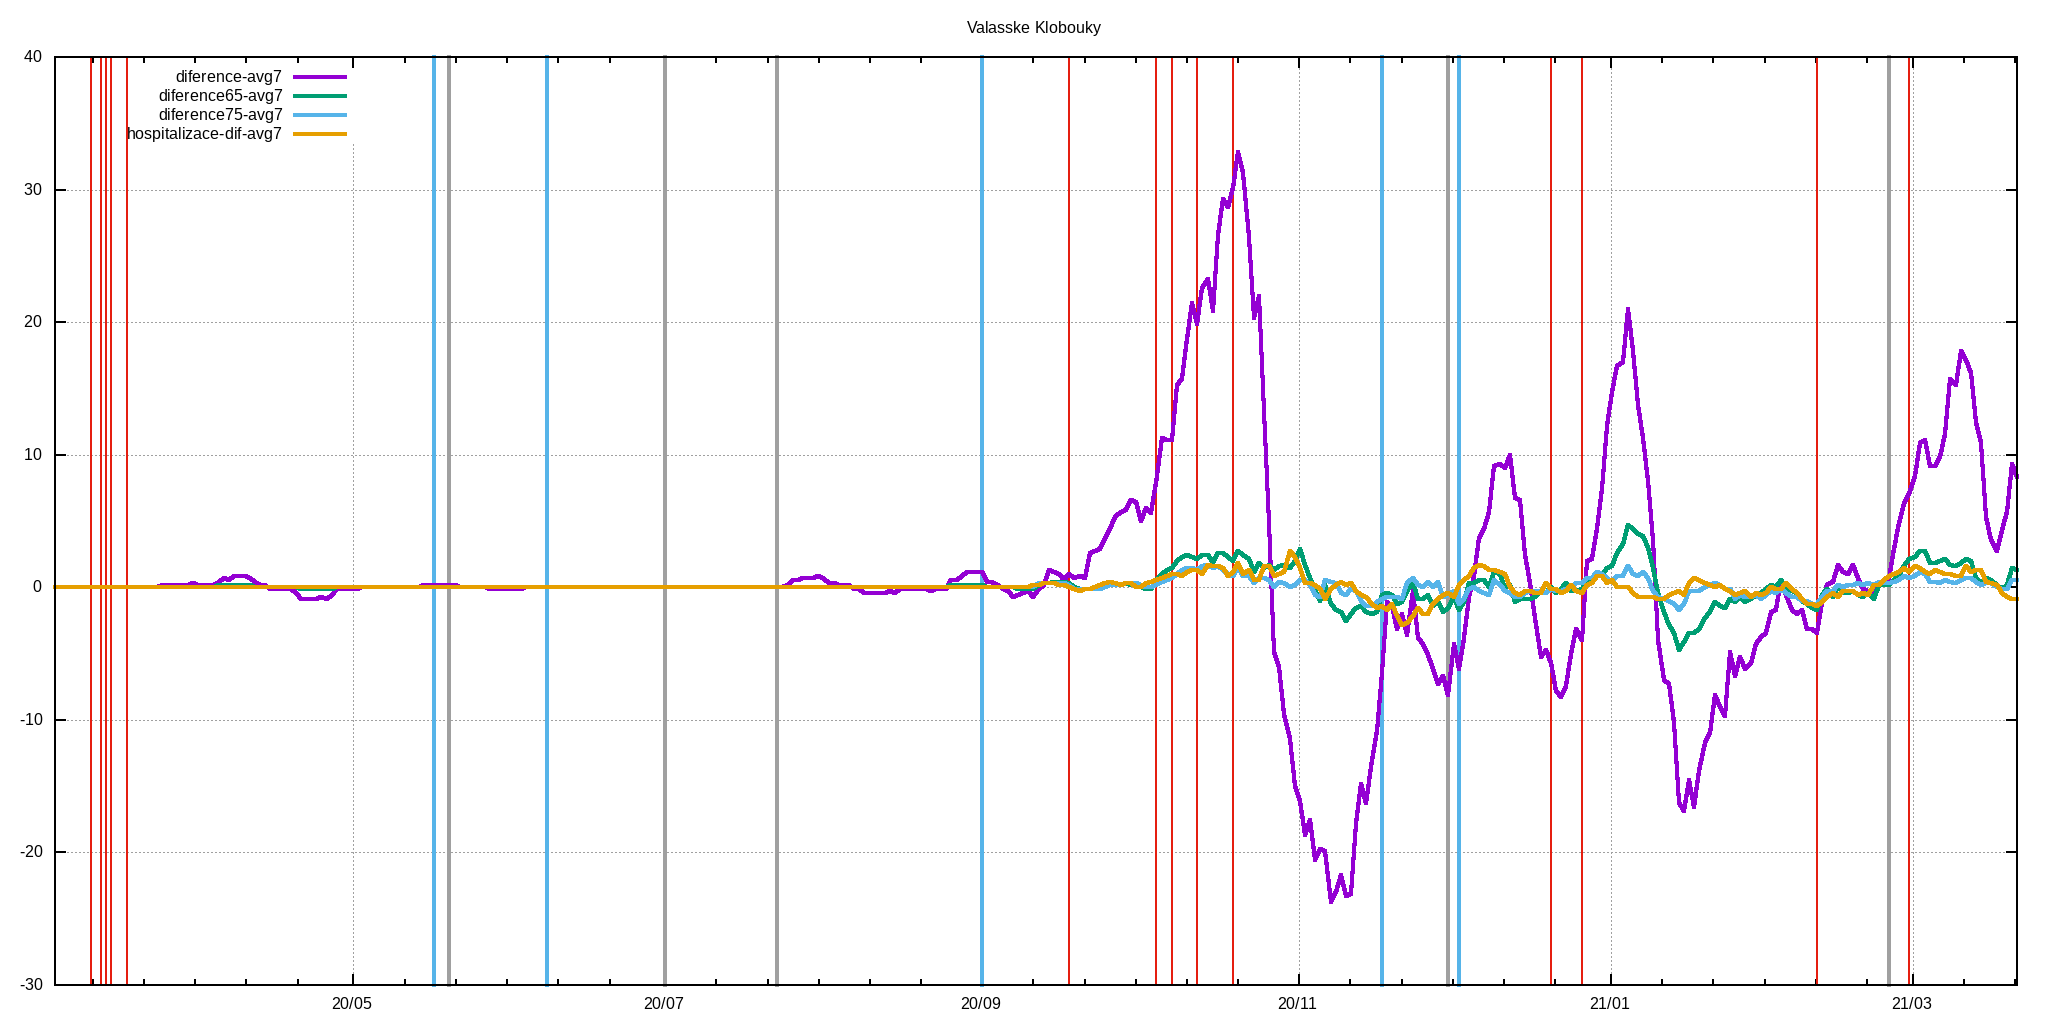 Valasske Klobouky
diference-avg7
diference65-avg7
diference75-avg7
hospitalizace-dif-avg7
40
30
20
10
0
-10
-20
-30
20/05 20/07 20/09 20/11 21/01 21/03